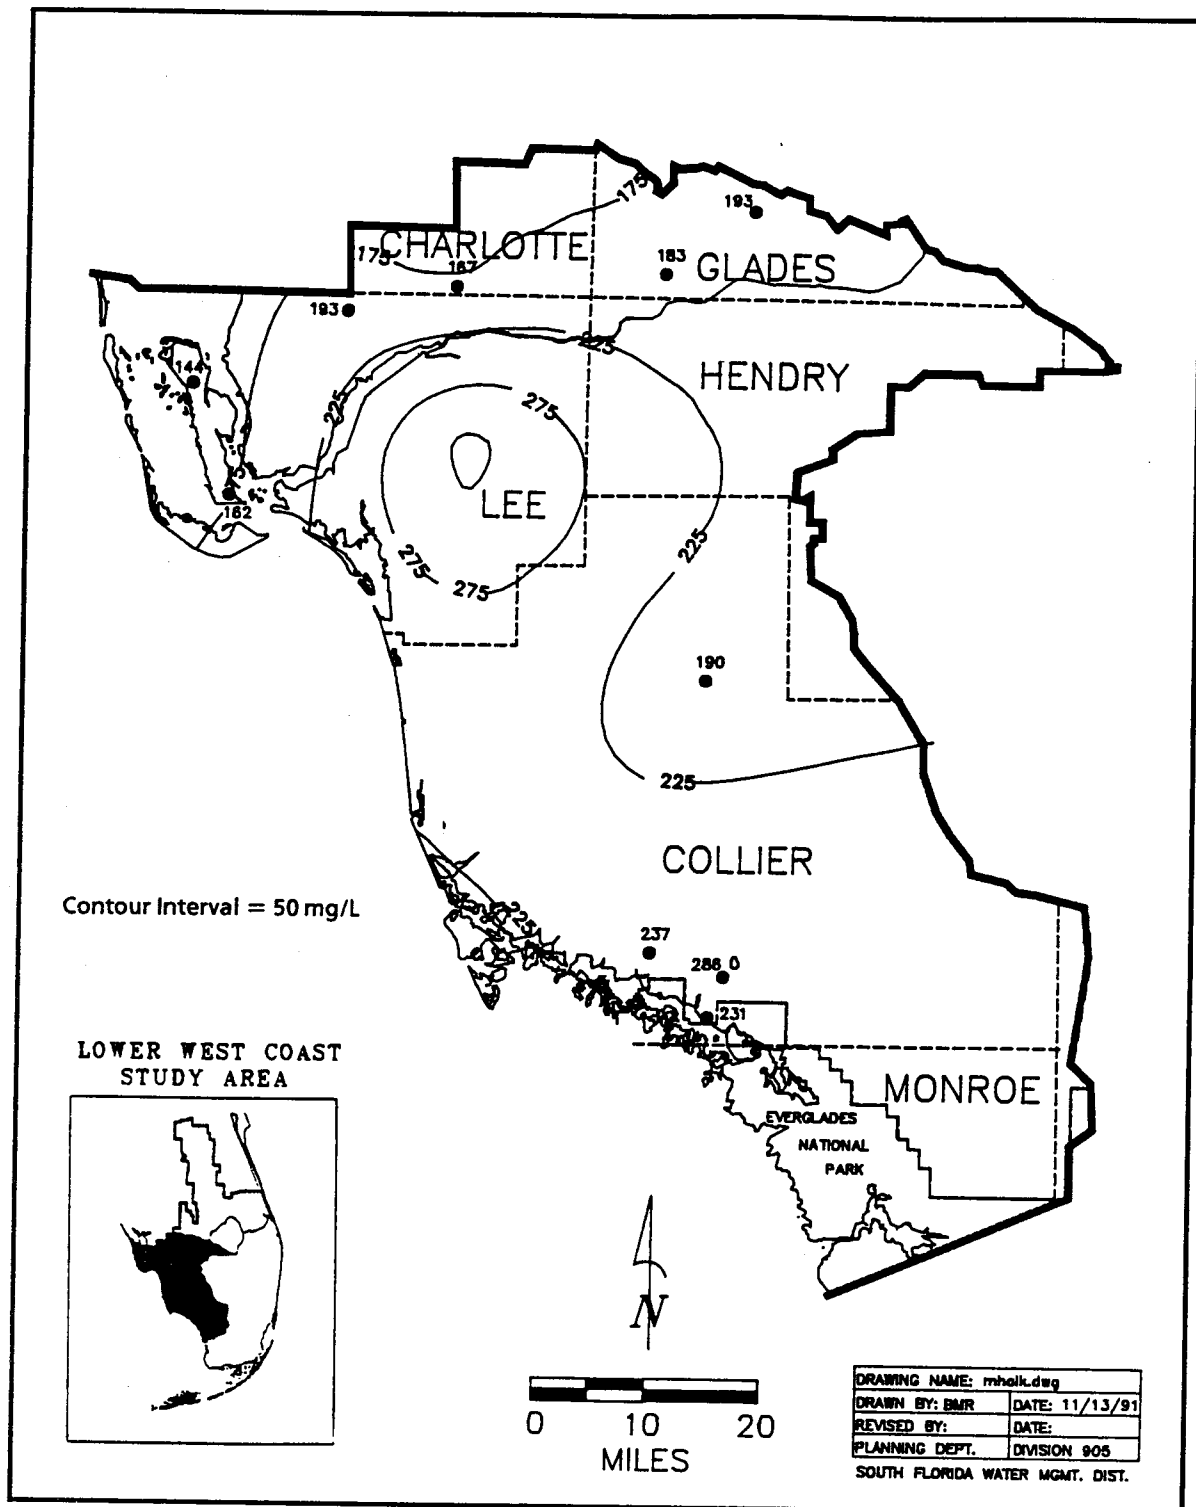 175
193
CHARLOTTE
175
187
183
GLADES
193
225
HENDRY
144
225
275
LEE
162
225
275
275
190
225
COLLIER
Contour Interval = 50 mg/L
225
237
286
231
LOWER WEST COAST
STUDY AREA
MONROE
EVERGLADES
NATIONAL
PARK
N
0 10 20
MILES
DRAWING NAME:
DRAWN BY: BMR DATE: 11/13/91
REVISED BY: DATE:
PLANNING DEPT. DIVISION 905
SOUTH FLORIDA WATER MGMT. DIST.